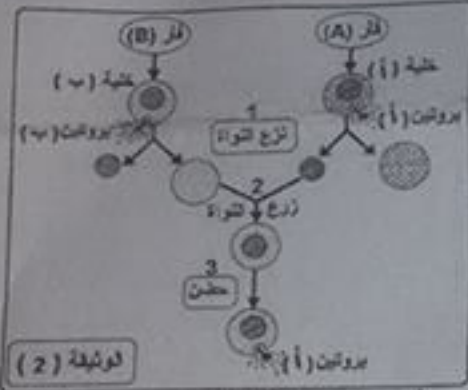 فأر (A)
فأر (B)
خلية (أ)
خلية (ب)
بروتين (أ)
بروتين (ب)
1
نزع النواة
2
زرع النواة
3
حضن
بروتين (أ)
الوثيقة (2)